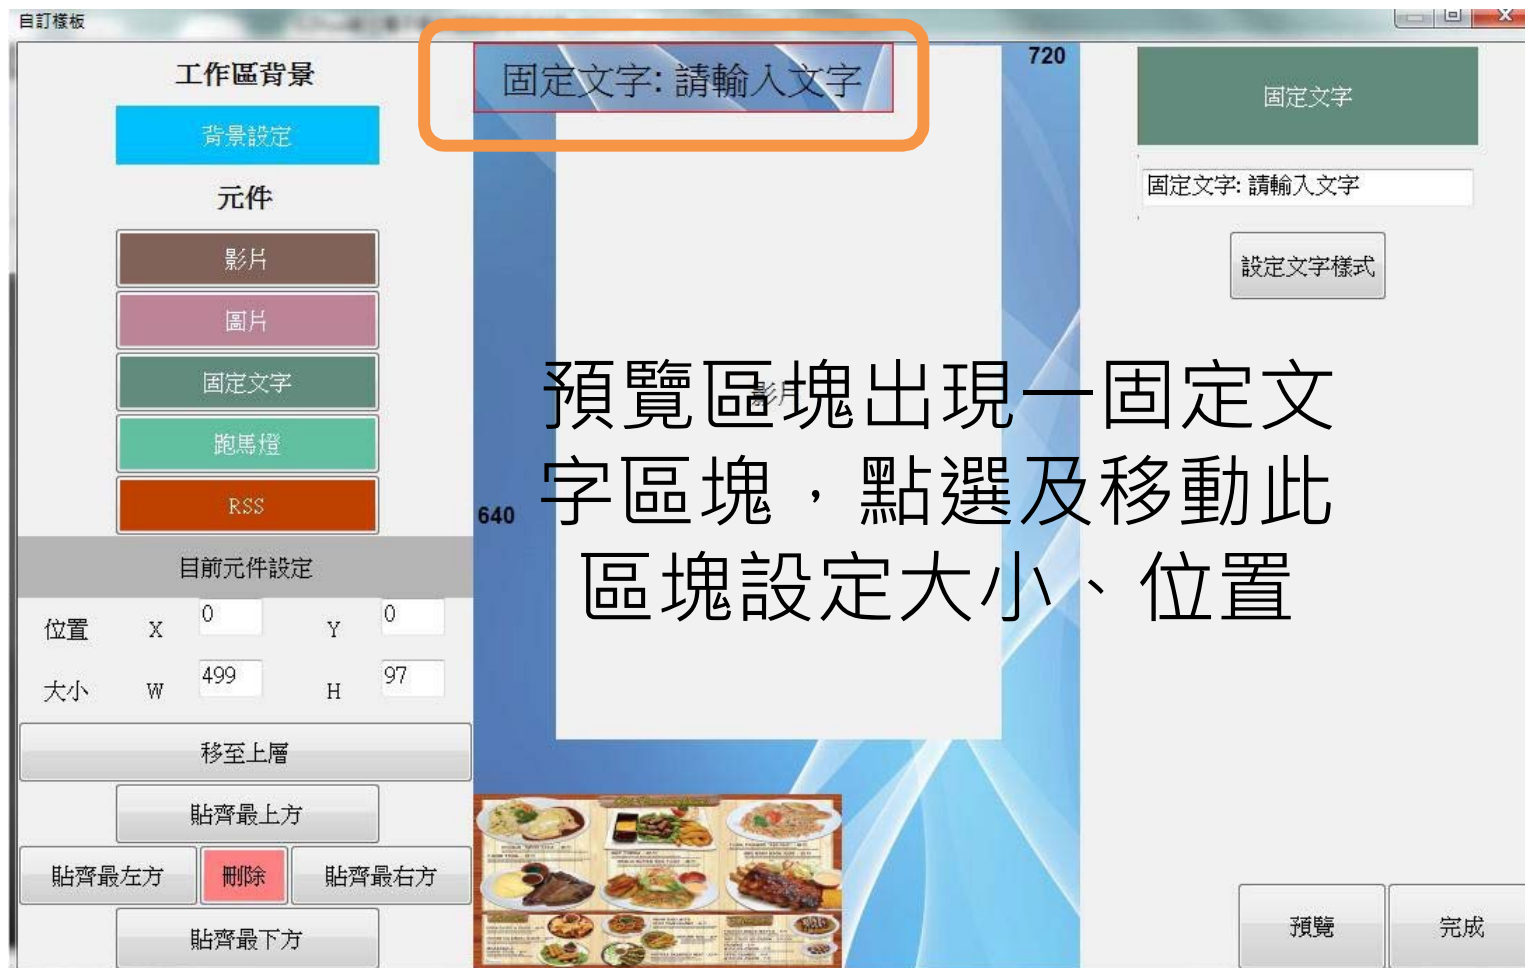 自訂樣板
工作區背景
背景設定
元件
影片
圖片
固定文字
跑馬燈
RSS
目前元件設定
位置 X 0 Y 0
大小 W 499 H 97
移至上層
貼齊最上方
貼齊最左方 刪除 貼齊最右方
貼齊最下方
固定文字: 請輸入文字
720
640
影片
預覽區塊出現一固定文
字區塊，點選及移動此
區塊設定大小、位置
固定文字
固定文字: 請輸入文字
設定文字樣式
預覽 完成